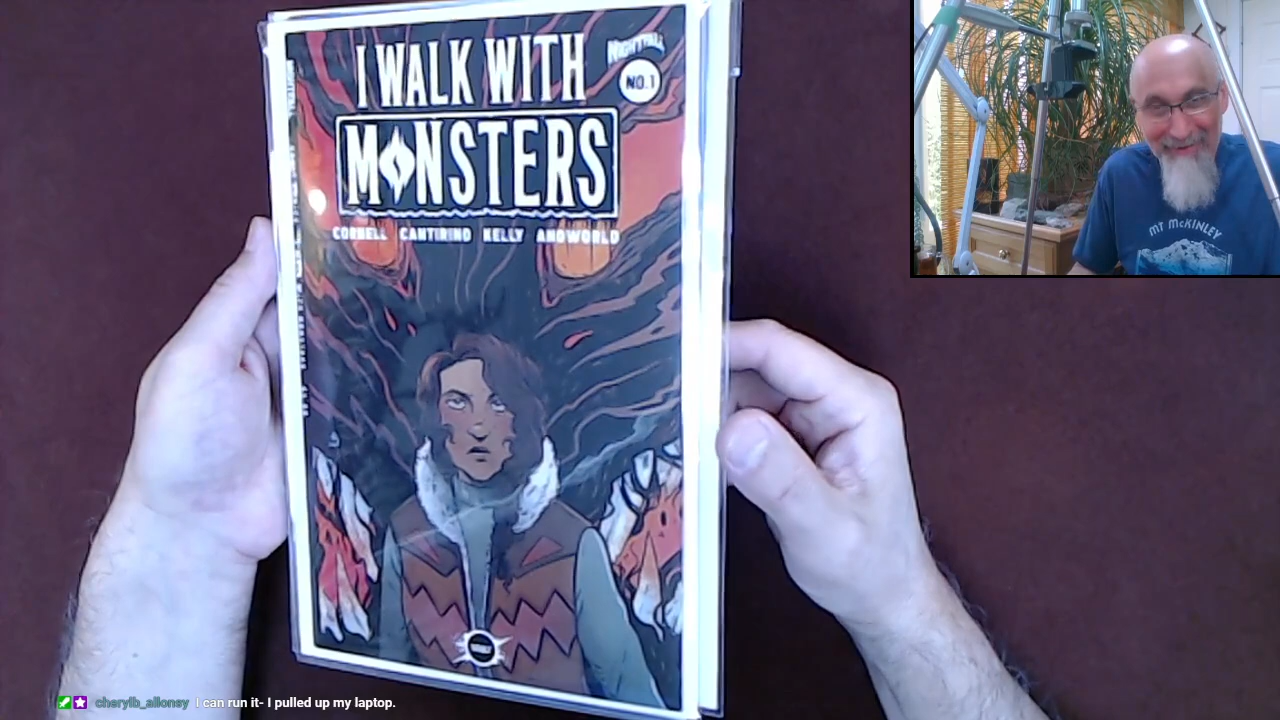 I WALK WITH
NIGHTFALL
NO.1
MONSTERS
CORNELL CANTIRINO KELLY ANDWORLD
MT McKINLEY
cherylb_allonsy I can run it- I pulled up my laptop.